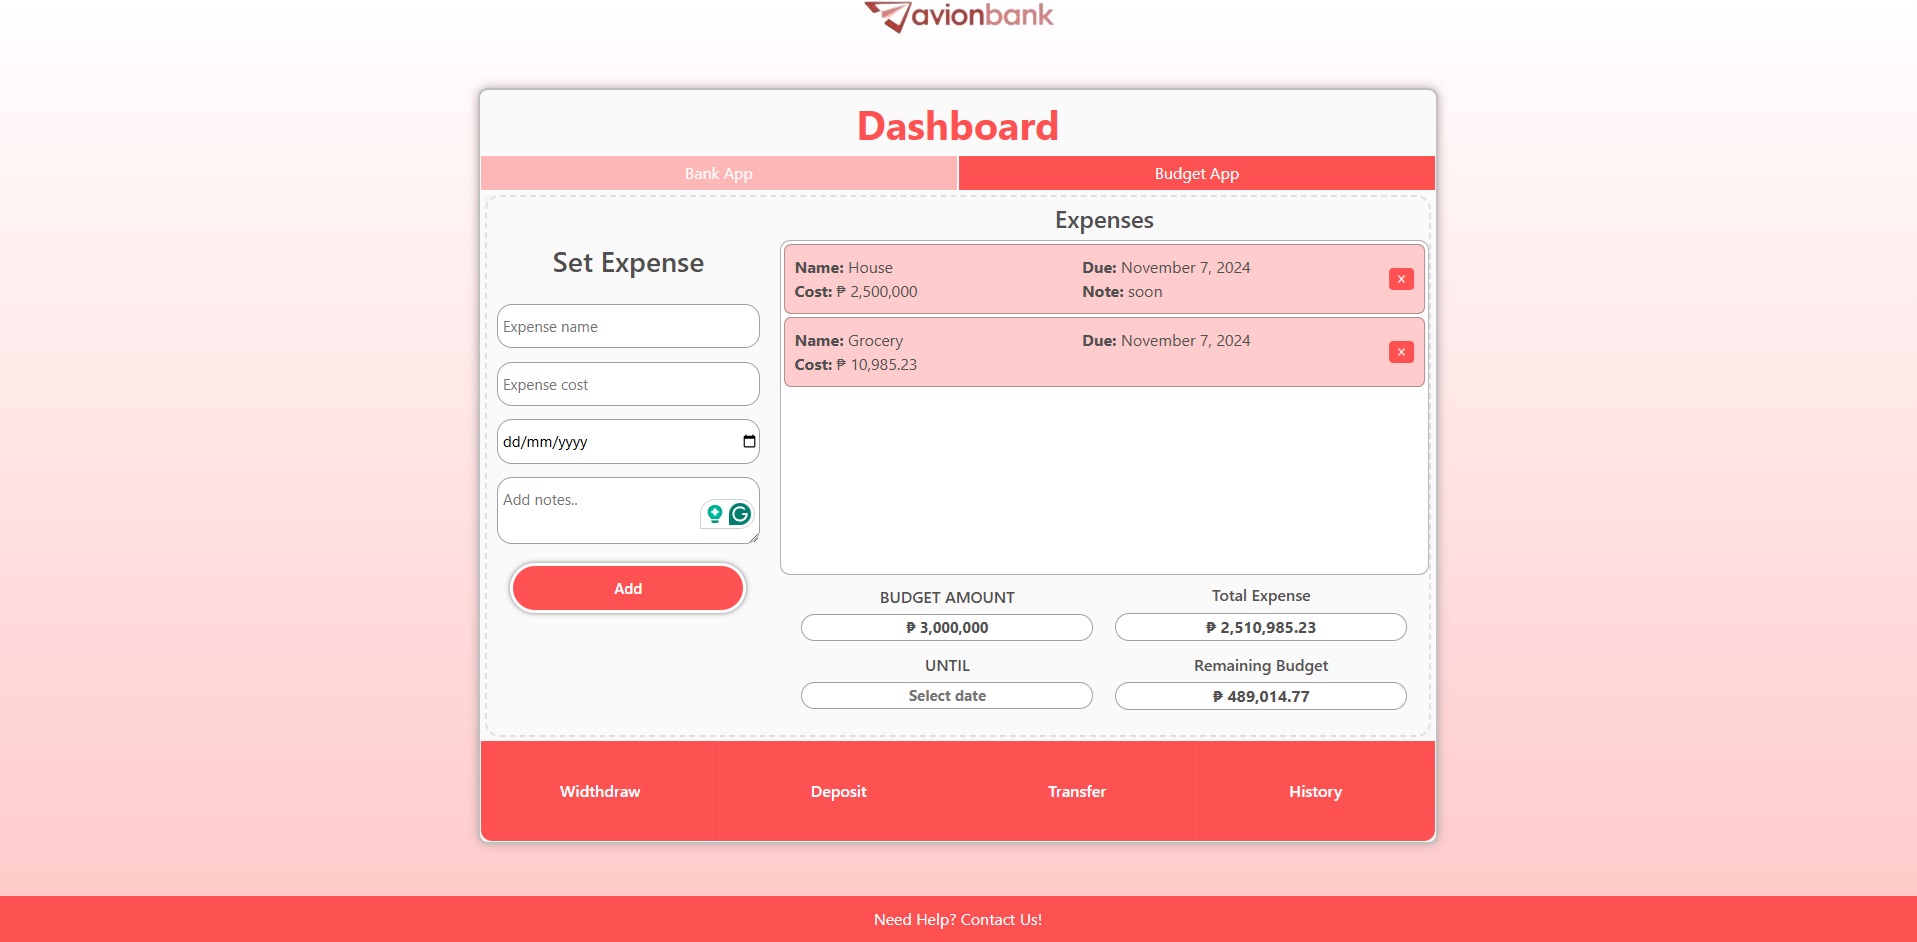 avionbank
Dashboard
Bank App
Budget App
Set Expense
Expense name
Expense cost
dd/mm/yyyy
Add notes..
Add
Expenses
Name: House
Due: November 7, 2024
Cost: ₱ 2,500,000
Note: soon
x
Name: Grocery
Due: November 7, 2024
Cost: ₱ 10,985.23
x
BUDGET AMOUNT
₱ 3,000,000
Total Expense
₱ 2,510,985.23
UNTIL
Select date
Remaining Budget
₱ 489,014.77
Widthdraw
Deposit
Transfer
History
Need Help? Contact Us!